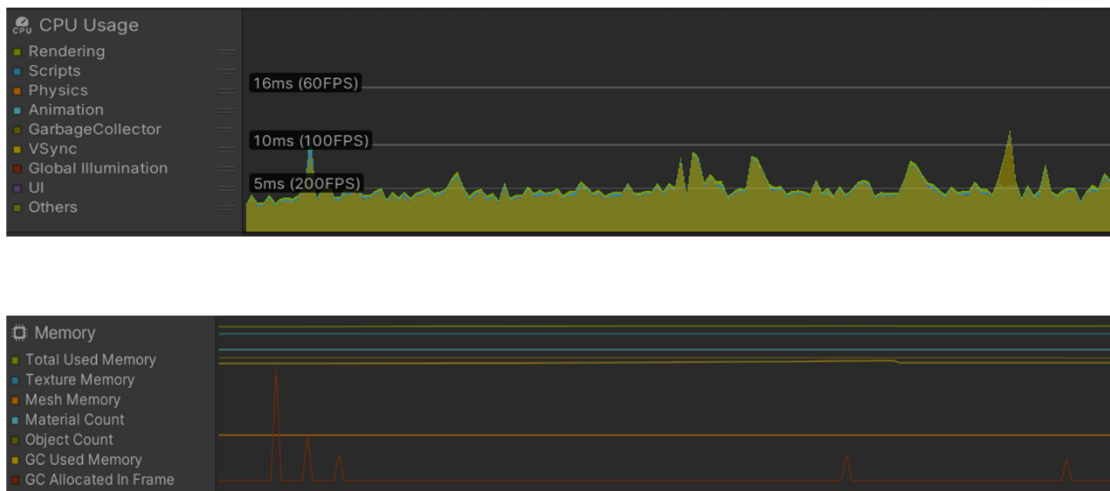 CPU Usage
CPU
Rendering
Scripts
Physics
Animation
GarbageCollector
VSync
Global Illumination
UI
Others
16ms (60FPS)
10ms (100FPS)
5ms (200FPS)
Memory
Total Used Memory
Texture Memory
Mesh Memory
Material Count
Object Count
GC Used Memory
GC Allocated In Frame